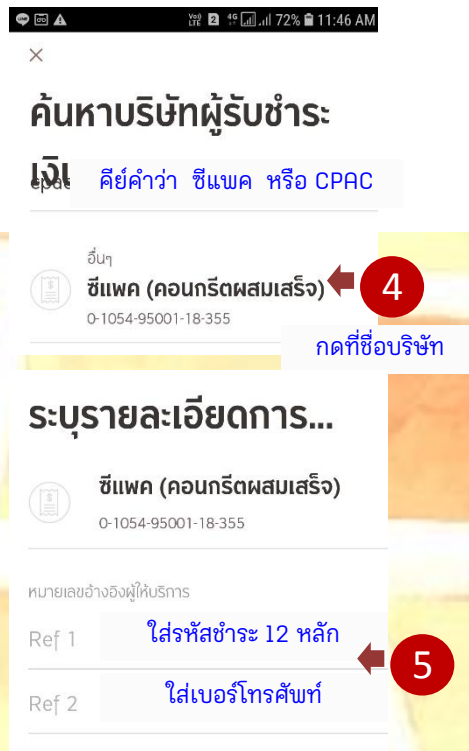 72% 11:46 AM
ค้นหาบริษัทผู้รับชำระ
คีย์คำว่า ซีแพค หรือ CPAC
อื่นๆ
ซีแพค (คอนกรีตผสมเสร็จ)
4
0-1054-95001-18-355
กดที่ชื่อบริษัท
ระบุรายละเอียดการ...
ซีแพค (คอนกรีตผสมเสร็จ)
0-1054-95001-18-355
หมายเลขอ้างอิงผู้ให้บริการ
Ref 1 ใส่รหัสชำระ 12 หลัก
5
Ref 2 ใส่เบอร์โทรศัพท์